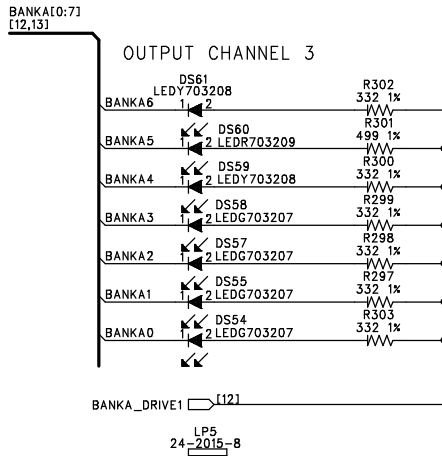 BANKA[0:7]
[12,13]
OUTPUT CHANNEL 3
DS61
LEDY703208
R302
BANKA6 1 2 332 1%
R301
DS60
BANKA5 1 2 LEDR703209 499 1%
R300
DS59
BANKA4 1 2 LEDY703208 332 1%
R299
DS58
BANKA3 1 2 LEDG703207 332 1%
R298
DS57
BANKA2 1 2 LEDG703207 332 1%
R297
DS55
BANKA1 1 2 LEDG703207 332 1%
R303
DS54
BANKA0 1 2 LEDG703207 332 1%
BANKA_DRIVE1 [12]
LP5
24-2015-8